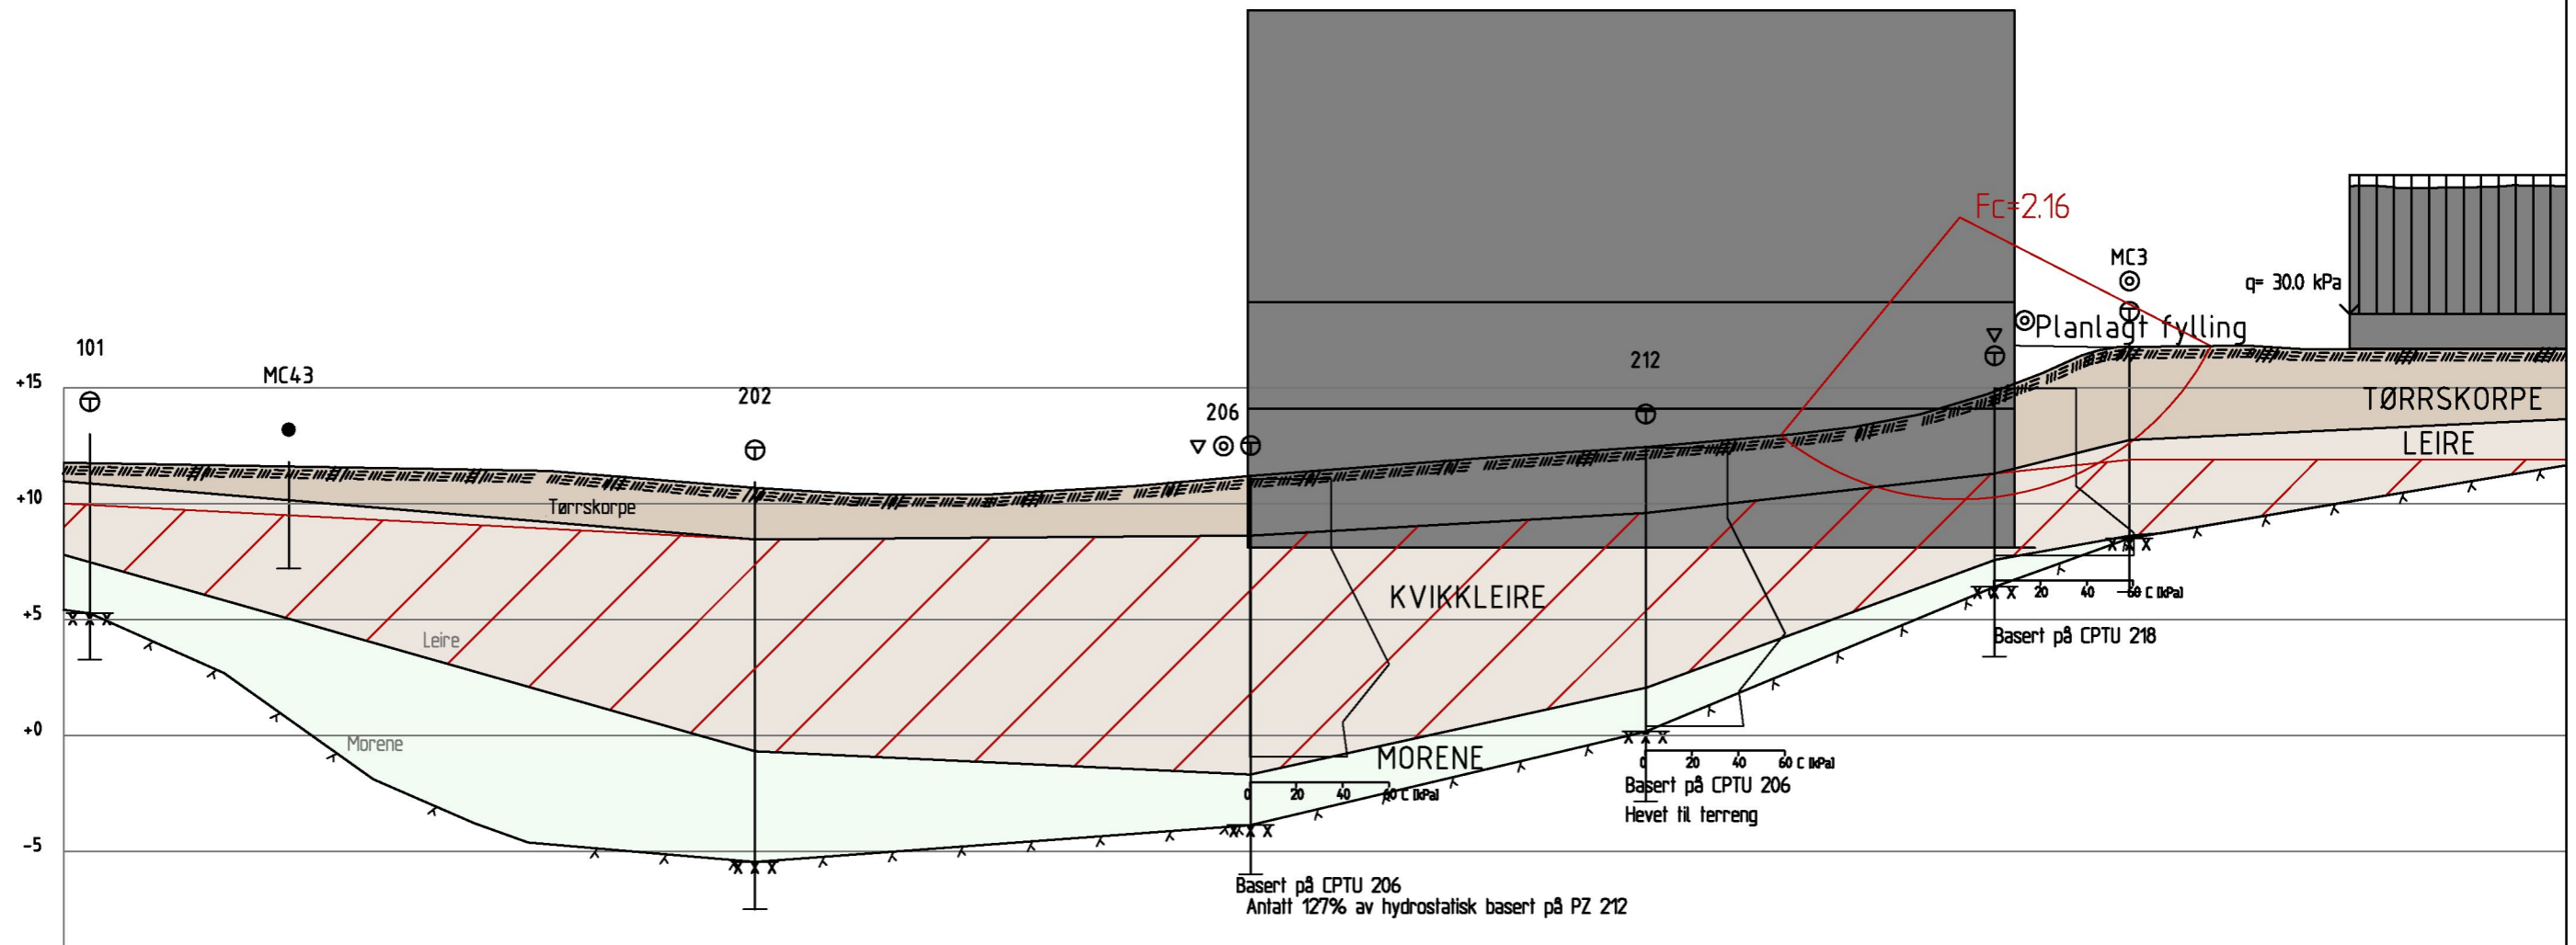 Fc=2.16
MC3
q= 30.0 kPa
Planlagt fylling
101
212
MC43
+15
202
TØRRSKORPE
206
LEIRE
+10
Tørrskorpe
KVIKKLEIRE
20 40 60 C [kPa]
+5
Leire
Basert på CPTU 218
+0
Morene
MORENE
0 20 40 60 C [kPa]
Basert på CPTU 206
Hevet til terreng
0 20 40 60 C [kPa]
-5
Basert på CPTU 206
Antatt 127% av hydrostatisk basert på PZ 212